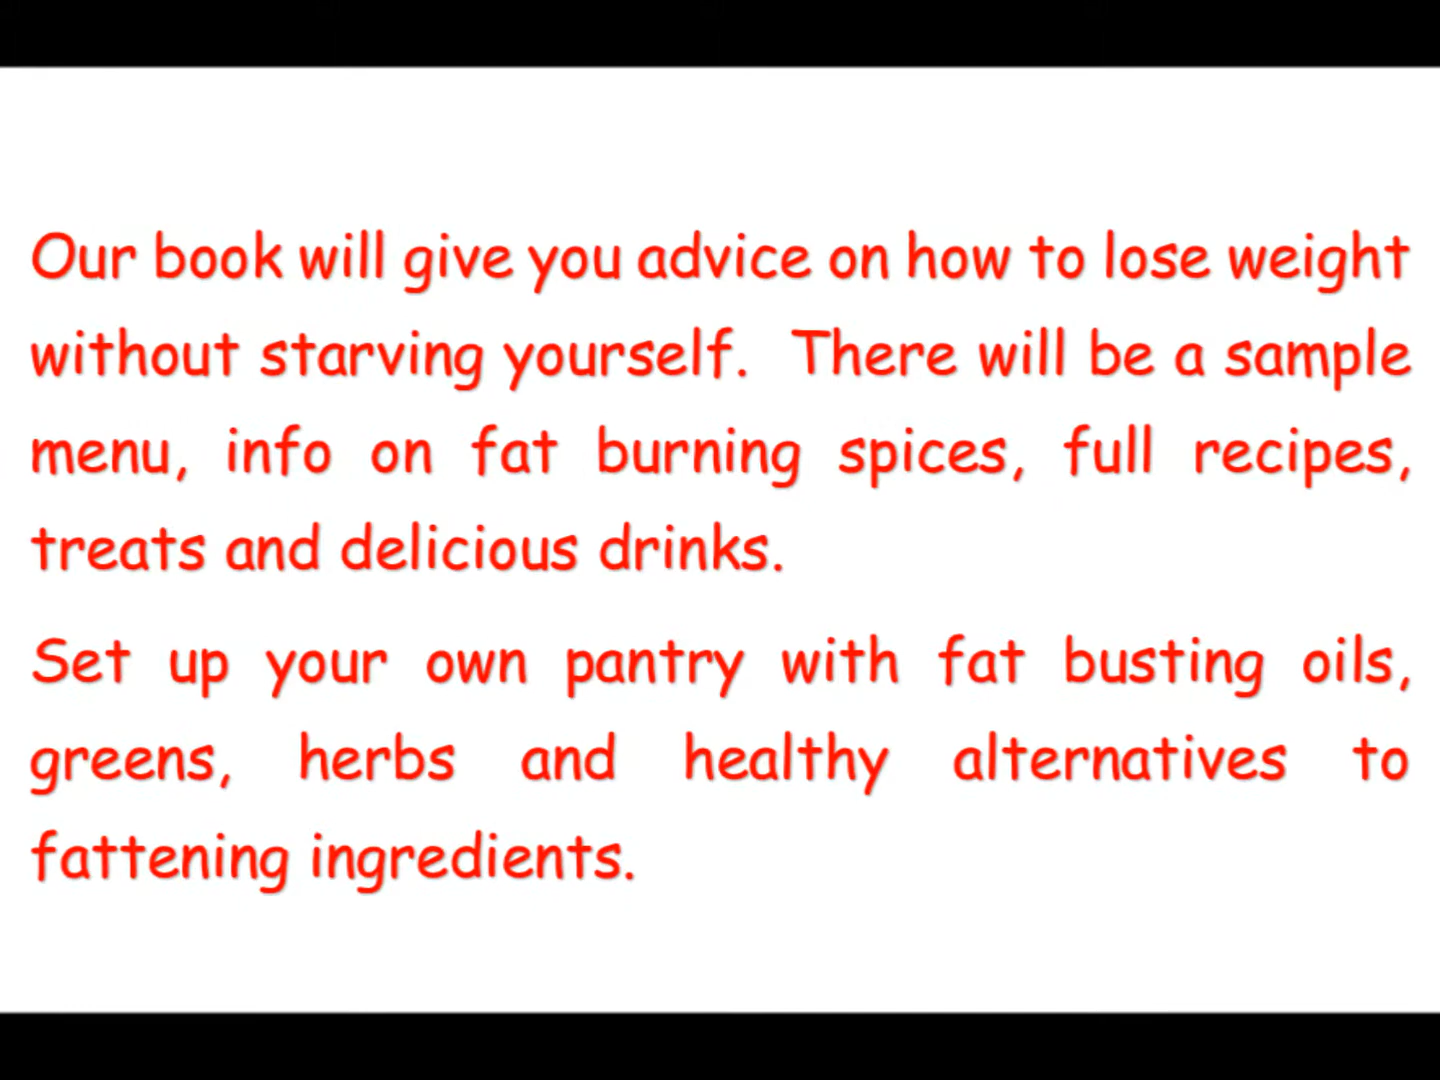 Our book will give you advice on how to lose weight
without starving yourself.  There will be a sample
menu, info on fat burning spices, full recipes,
treats and delicious drinks.
Set up your own pantry with fat busting oils,
greens, herbs and healthy alternatives to
fattening ingredients.